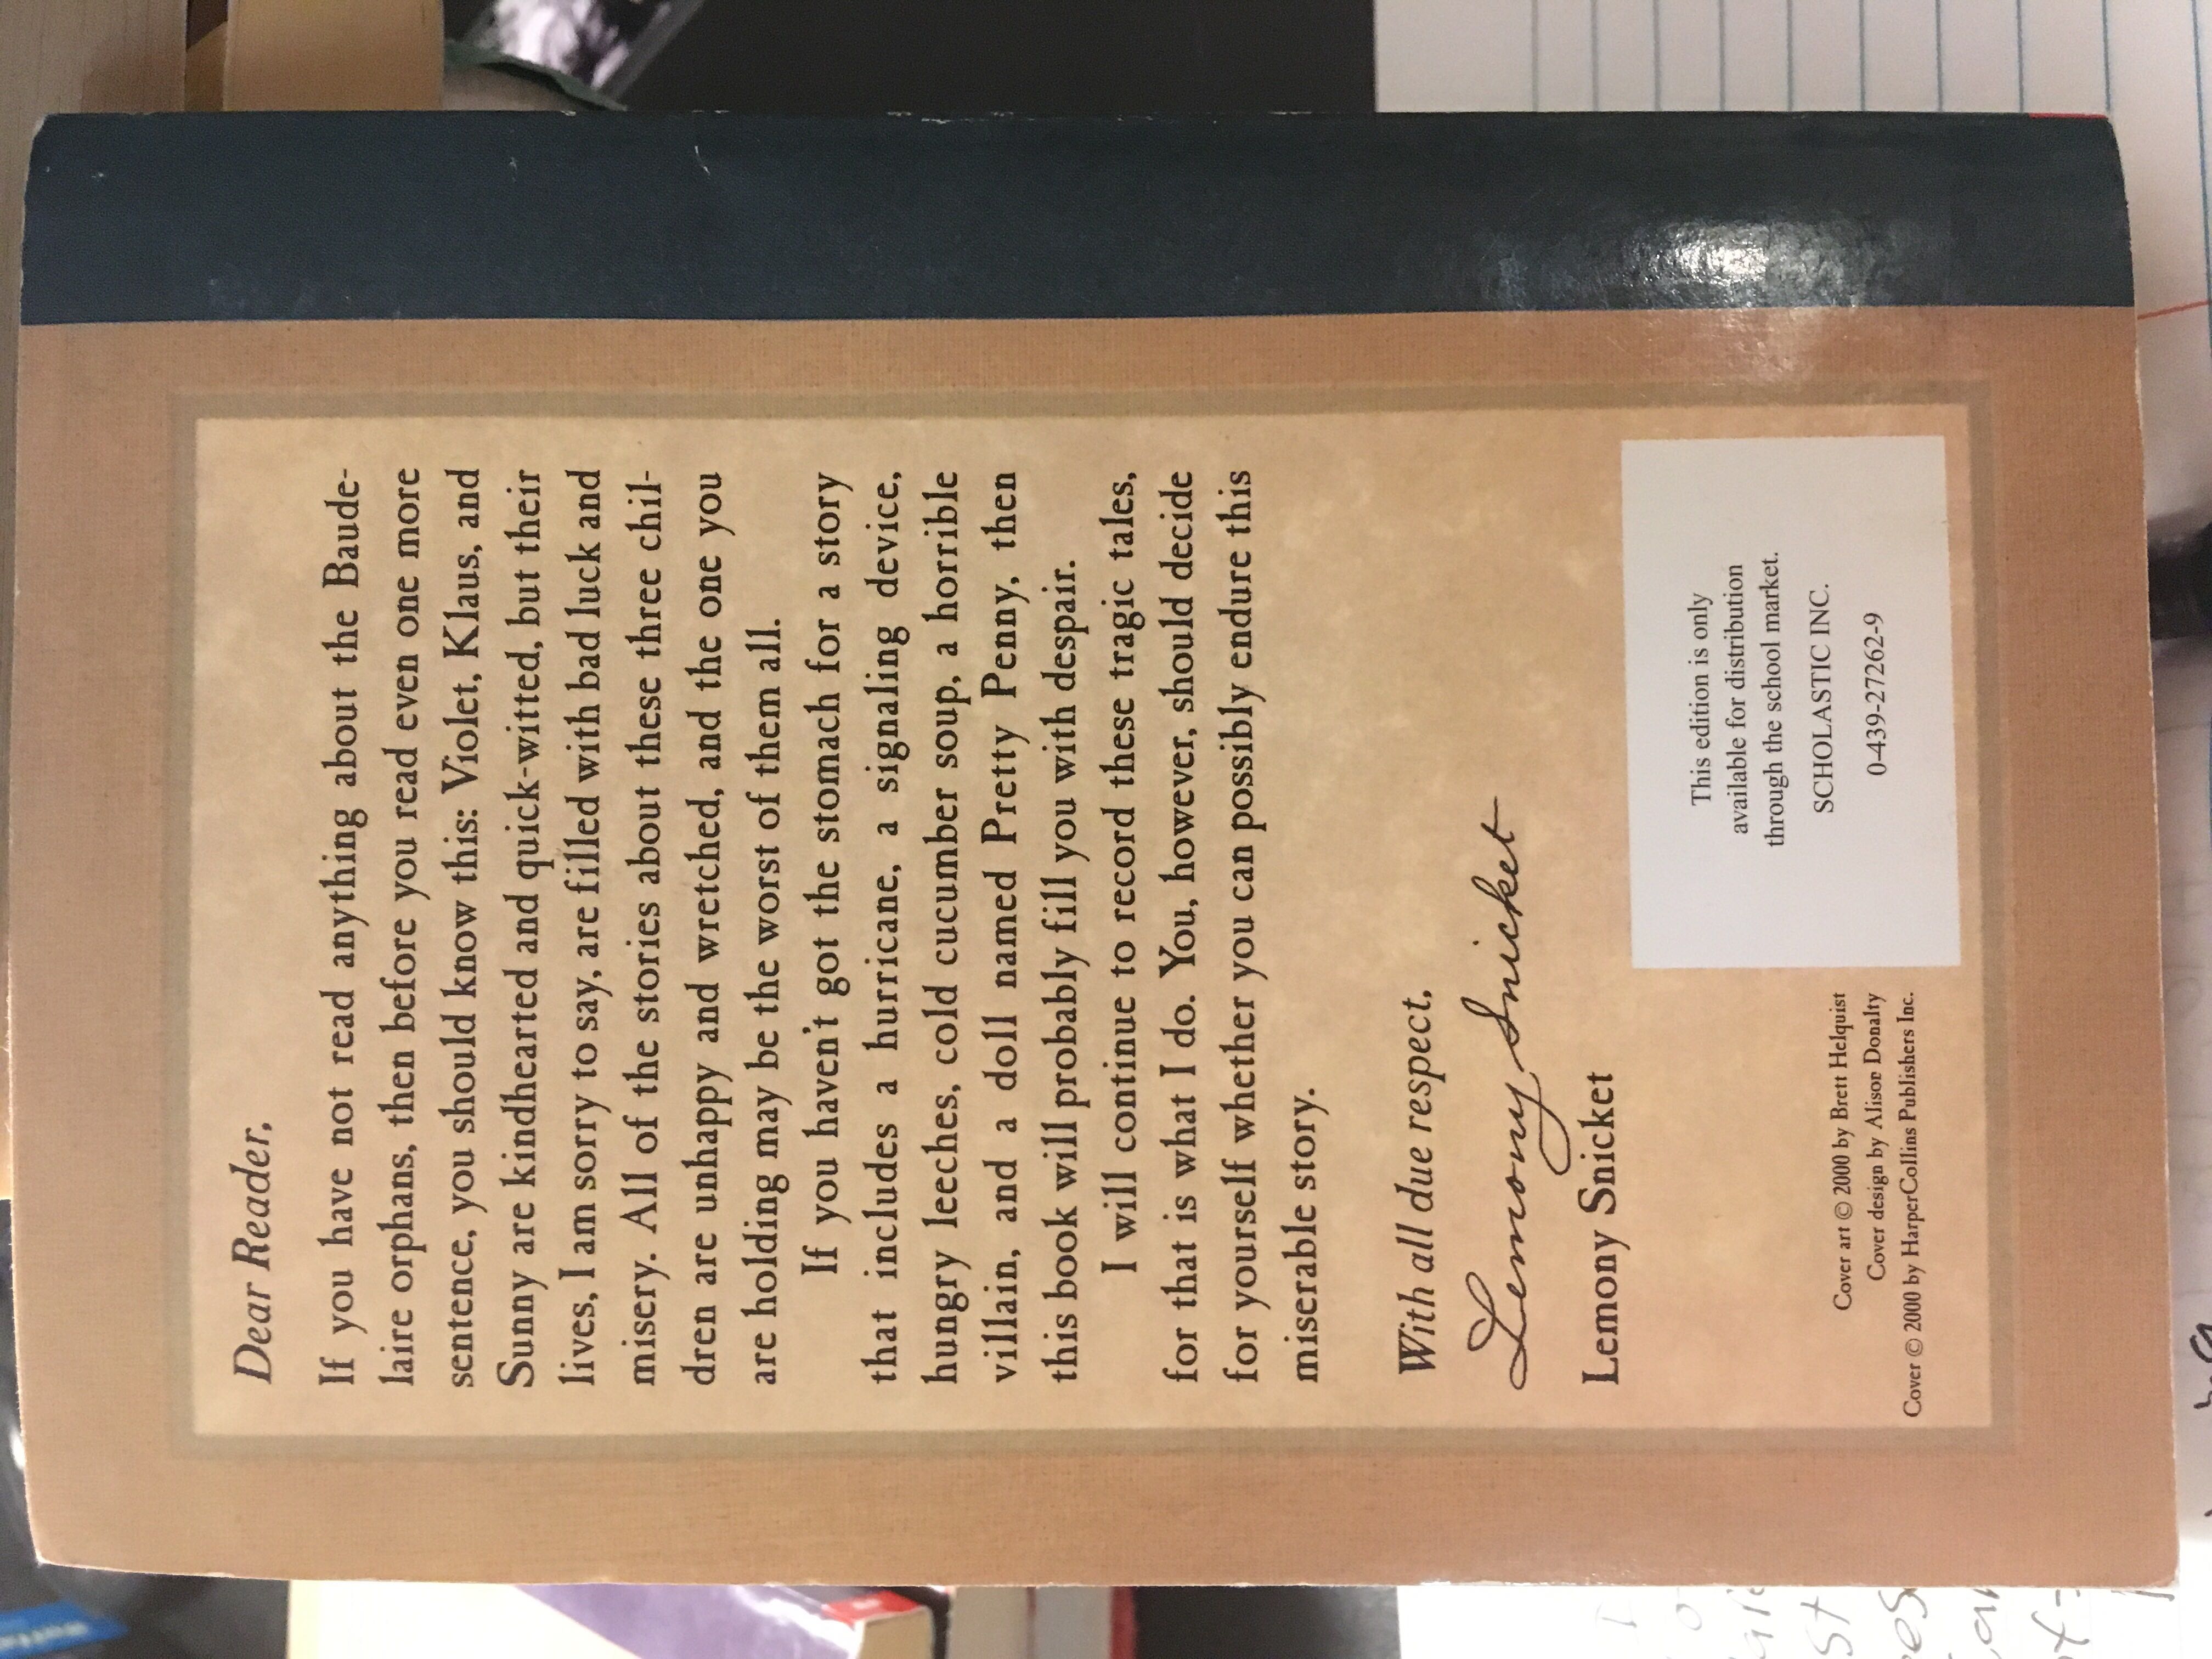 Dear Reader,
If you have not read anything about the Baude-
laire orphans, then before you read even one more
sentence, you should know this: Violet, Klaus, and
Sunny are kindhearted and quick-witted, but their
lives, I am sorry to say, are filled with bad luck and
misery. All of the stories about these three chil-
dren are unhappy and wretched, and the one you
are holding may be the worst of them all.
If you haven't got the stomach for a story
that includes a hurricane, a signaling device,
hungry leeches, cold cucumber soup, a horrible
villain, and a doll named Pretty Penny, then
this book will probably fill you with despair.
I will continue to record these tragic tales,
for that is what I do. You, however, should decide
for yourself whether you can possibly endure this
miserable story.
With all due respect,
Lemony Snicket
Lemony Snicket
This edition is only
available for distribution
through the school market.
SCHOLASTIC INC.
0-439-27262-9
Cover art © 2000 by Brett Helquist
Cover design by Alison Donalty
Cover © 2000 by HarperCollins Publishers Inc.